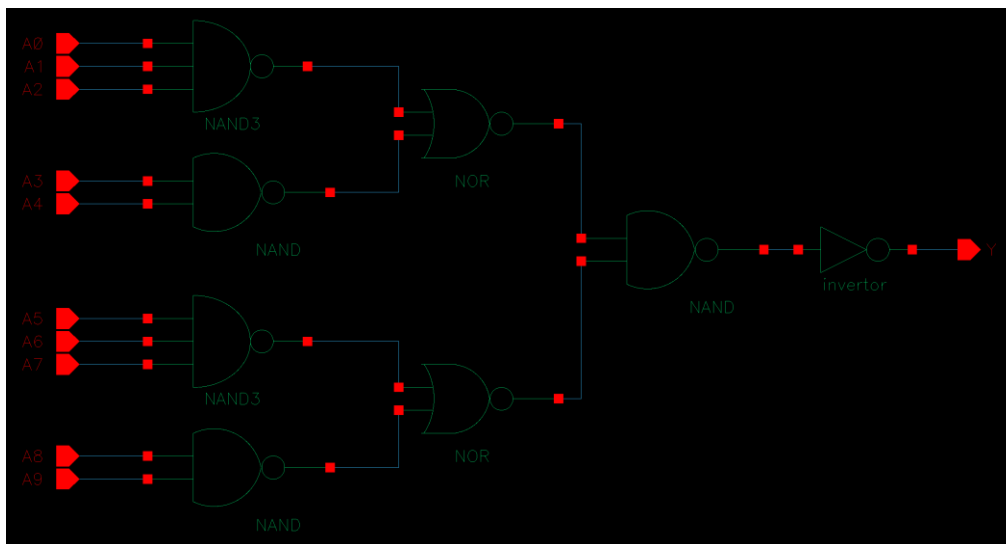 A0
A1
A2
NAND3
A3
A4
NAND
NOR
NAND
invertor
Y
A5
A6
A7
NAND3
A8
A9
NAND
NOR